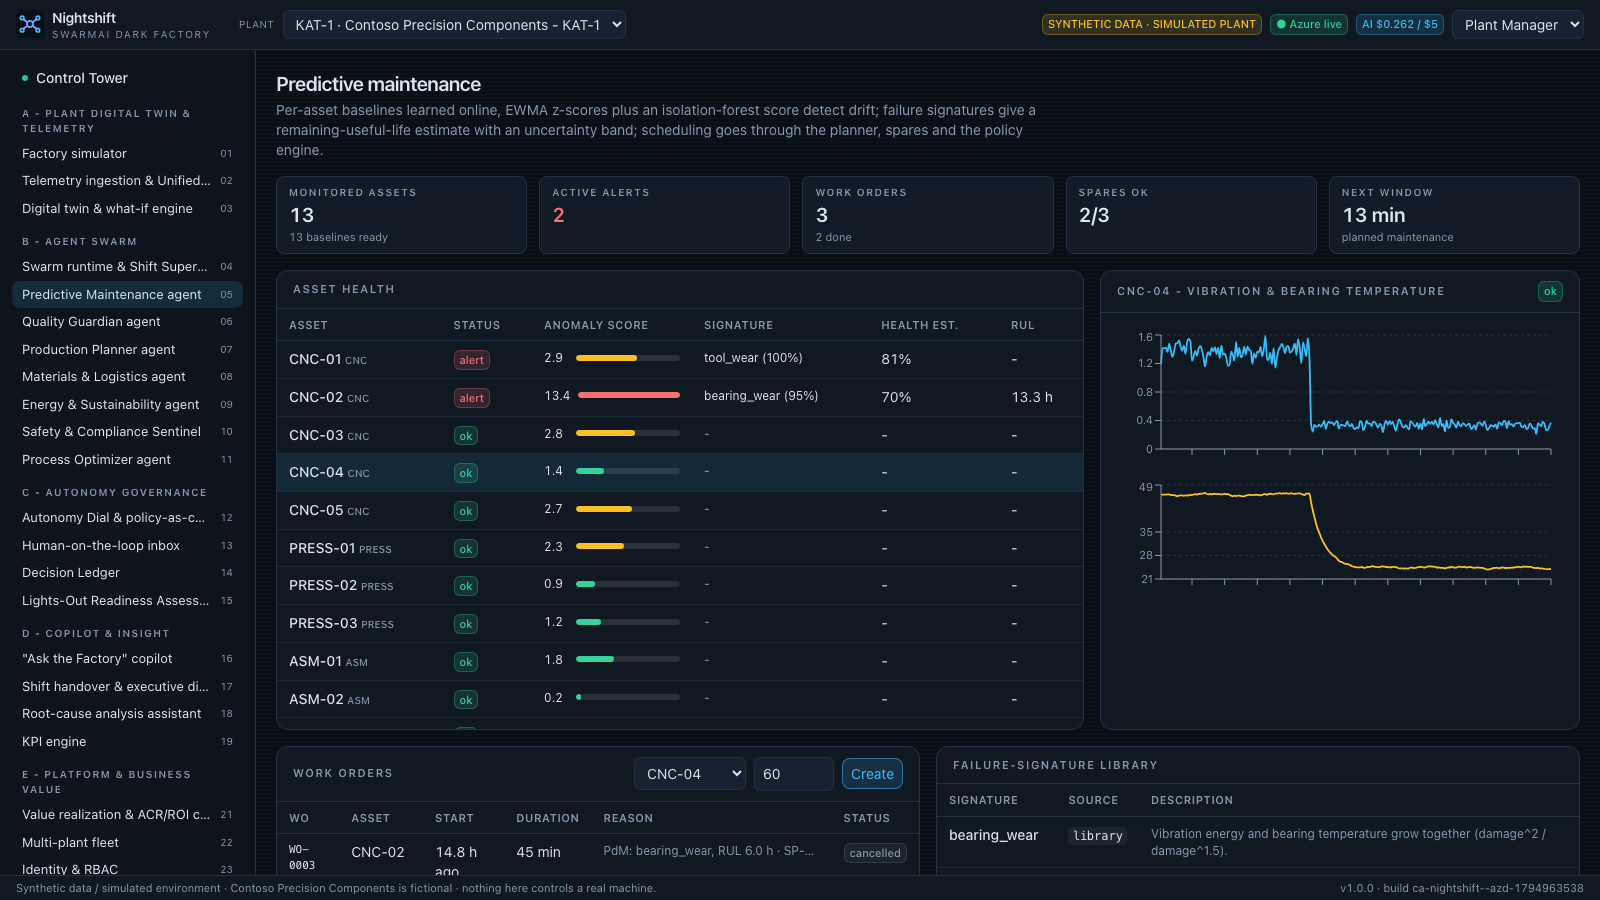 Nightshift
SWARMAI DARK FACTORY
PLANT
KAT-1 · Contoso Precision Components - KAT-1
SYNTHETIC DATA · SIMULATED PLANT
Azure live
AI $0.262 / $5
Plant Manager
Control Tower
A - PLANT DIGITAL TWIN &
TELEMETRY
Factory simulator 01
Telemetry ingestion & Unified... 02
Digital twin & what-if engine 03
B - AGENT SWARM
Swarm runtime & Shift Super... 04
Predictive Maintenance agent 05
Quality Guardian agent 06
Production Planner agent 07
Materials & Logistics agent 08
Energy & Sustainability agent 09
Safety & Compliance Sentinel 10
Process Optimizer agent 11
C - AUTONOMY GOVERNANCE
Autonomy Dial & policy-as-c... 12
Human-on-the-loop inbox 13
Decision Ledger 14
Lights-Out Readiness Assess... 15
D - COPILOT & INSIGHT
"Ask the Factory" copilot 16
Shift handover & executive di... 17
Root-cause analysis assistant 18
KPI engine 19
E - PLATFORM & BUSINESS
VALUE
Value realization & ACR/ROI c... 21
Multi-plant fleet 22
Identity & RBAC 23
Predictive maintenance
Per-asset baselines learned online, EWMA z-scores plus an isolation-forest score detect drift; failure signatures give a
remaining-useful-life estimate with an uncertainty band; scheduling goes through the planner, spares and the policy
engine.
MONITORED ASSETS
13
13 baselines ready
ACTIVE ALERTS
2
WORK ORDERS
3
2 done
SPARES OK
2/3
NEXT WINDOW
13 min
planned maintenance
ASSET HEALTH
ASSET STATUS ANOMALY SCORE SIGNATURE HEALTH EST. RUL
CNC-01 CNC alert 2.9 tool_wear (100%) 81% -
CNC-02 CNC alert 13.4 bearing_wear (95%) 70% 13.3 h
CNC-03 CNC ok 2.8 - - -
CNC-04 CNC ok 1.4 - - -
CNC-05 CNC ok 2.7 - - -
PRESS-01 PRESS ok 2.3 - - -
PRESS-02 PRESS ok 0.9 - - -
PRESS-03 PRESS ok 1.2 - - -
ASM-01 ASM ok 1.8 - - -
ASM-02 ASM ok 0.2 - - -
CNC-04 - VIBRATION & BEARING TEMPERATURE ok
1.6
1.2
0.8
0.4
0
49
35
28
21
WORK ORDERS
CNC-04
60
Create
WO ASSET START DURATION REASON STATUS
WO-
0003
CNC-02
14.8 h
ago
45 min
PdM: bearing_wear, RUL 6.0 h · SP-...
cancelled
FAILURE-SIGNATURE LIBRARY
SIGNATURE SOURCE DESCRIPTION
bearing_wear library Vibration energy and bearing temperature grow together (damage^2 /
damage^1.5).
Synthetic data / simulated environment · Contoso Precision Components is fictional · nothing here controls a real machine.
v1.0.0 · build ca-nightshift--azd-1794963538